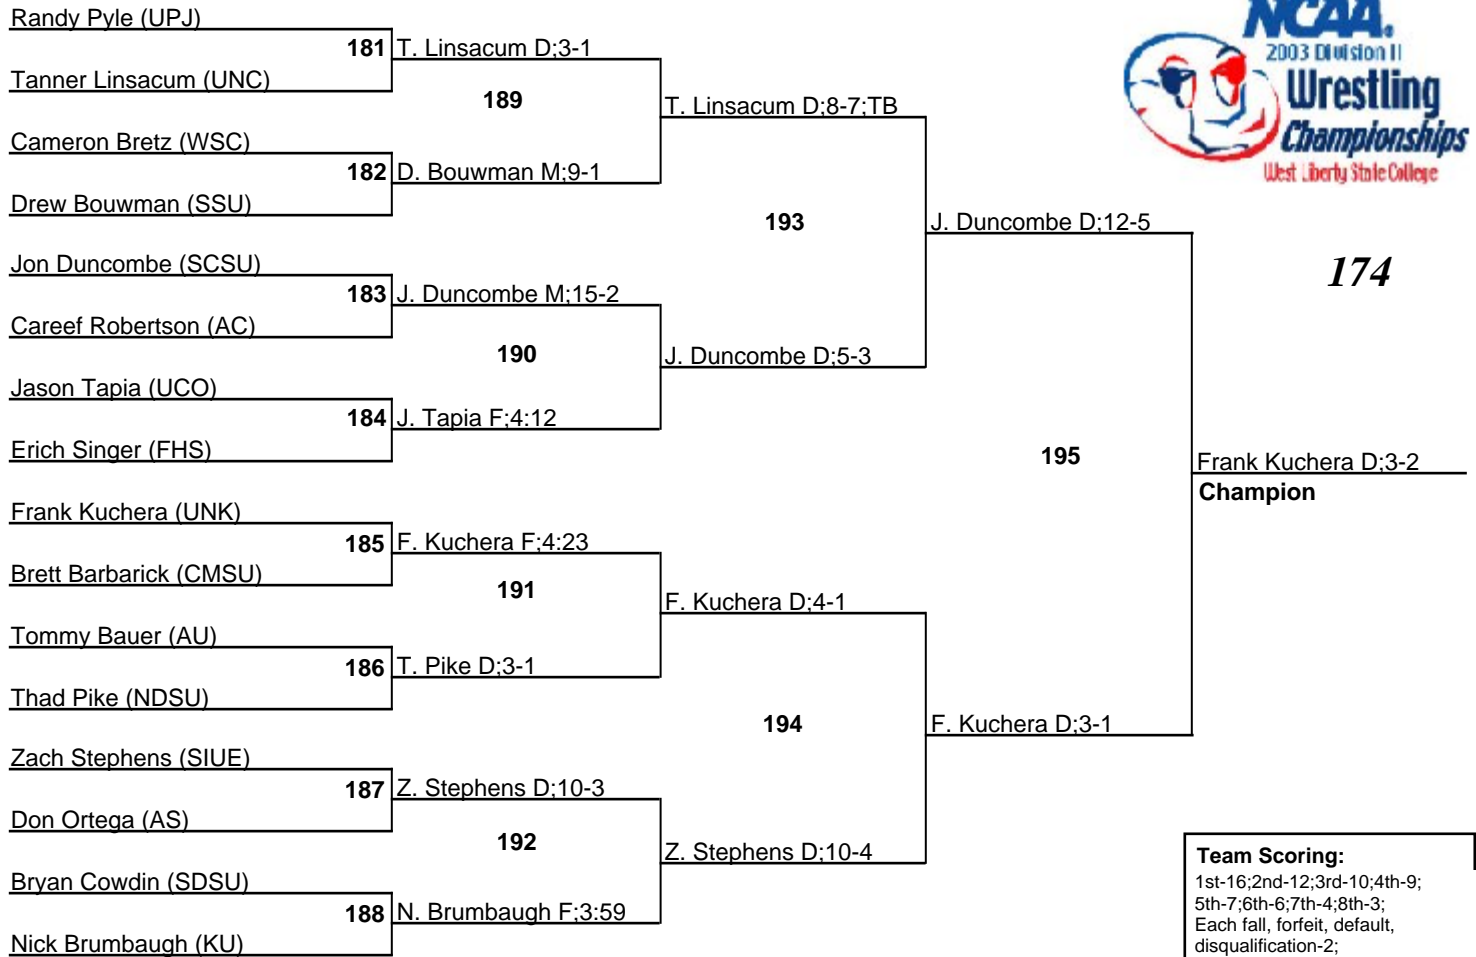 Randy Pyle (UPJ)
181 T. Linsacum D;3-1
Tanner Linsacum (UNC)
189
T. Linsacum D;8-7;TB
Cameron Bretz (WSC)
182 D. Bouwman M;9-1
Drew Bouwman (SSU)
193
J. Duncombe D;12-5
Jon Duncombe (SCSU)
183 J. Duncombe M;15-2
Careef Robertson (AC)
190
J. Duncombe D;5-3
Jason Tapia (UCO)
184 J. Tapia F;4:12
Erich Singer (FHS)
195
Frank Kuchera D;3-2
Champion
Frank Kuchera (UNK)
185 F. Kuchera F;4:23
Brett Barbarick (CMSU)
191
F. Kuchera D;4-1
Tommy Bauer (AU)
186 T. Pike D;3-1
Thad Pike (NDSU)
194
F. Kuchera D;3-1
Zach Stephens (SIUE)
187 Z. Stephens D;10-3
Don Ortega (AS)
192
Z. Stephens D;10-4
Bryan Cowdin (SDSU)
188 N. Brumbaugh F;3:59
Nick Brumbaugh (KU)
NCAA.
2003 Division II
Wrestling
Championships
West Liberty State College
174
Team Scoring:
1st-16;2nd-12;3rd-10;4th-9;
5th-7;6th-6;7th-4;8th-3;
Each fall, forfeit, default,
disqualification-2;